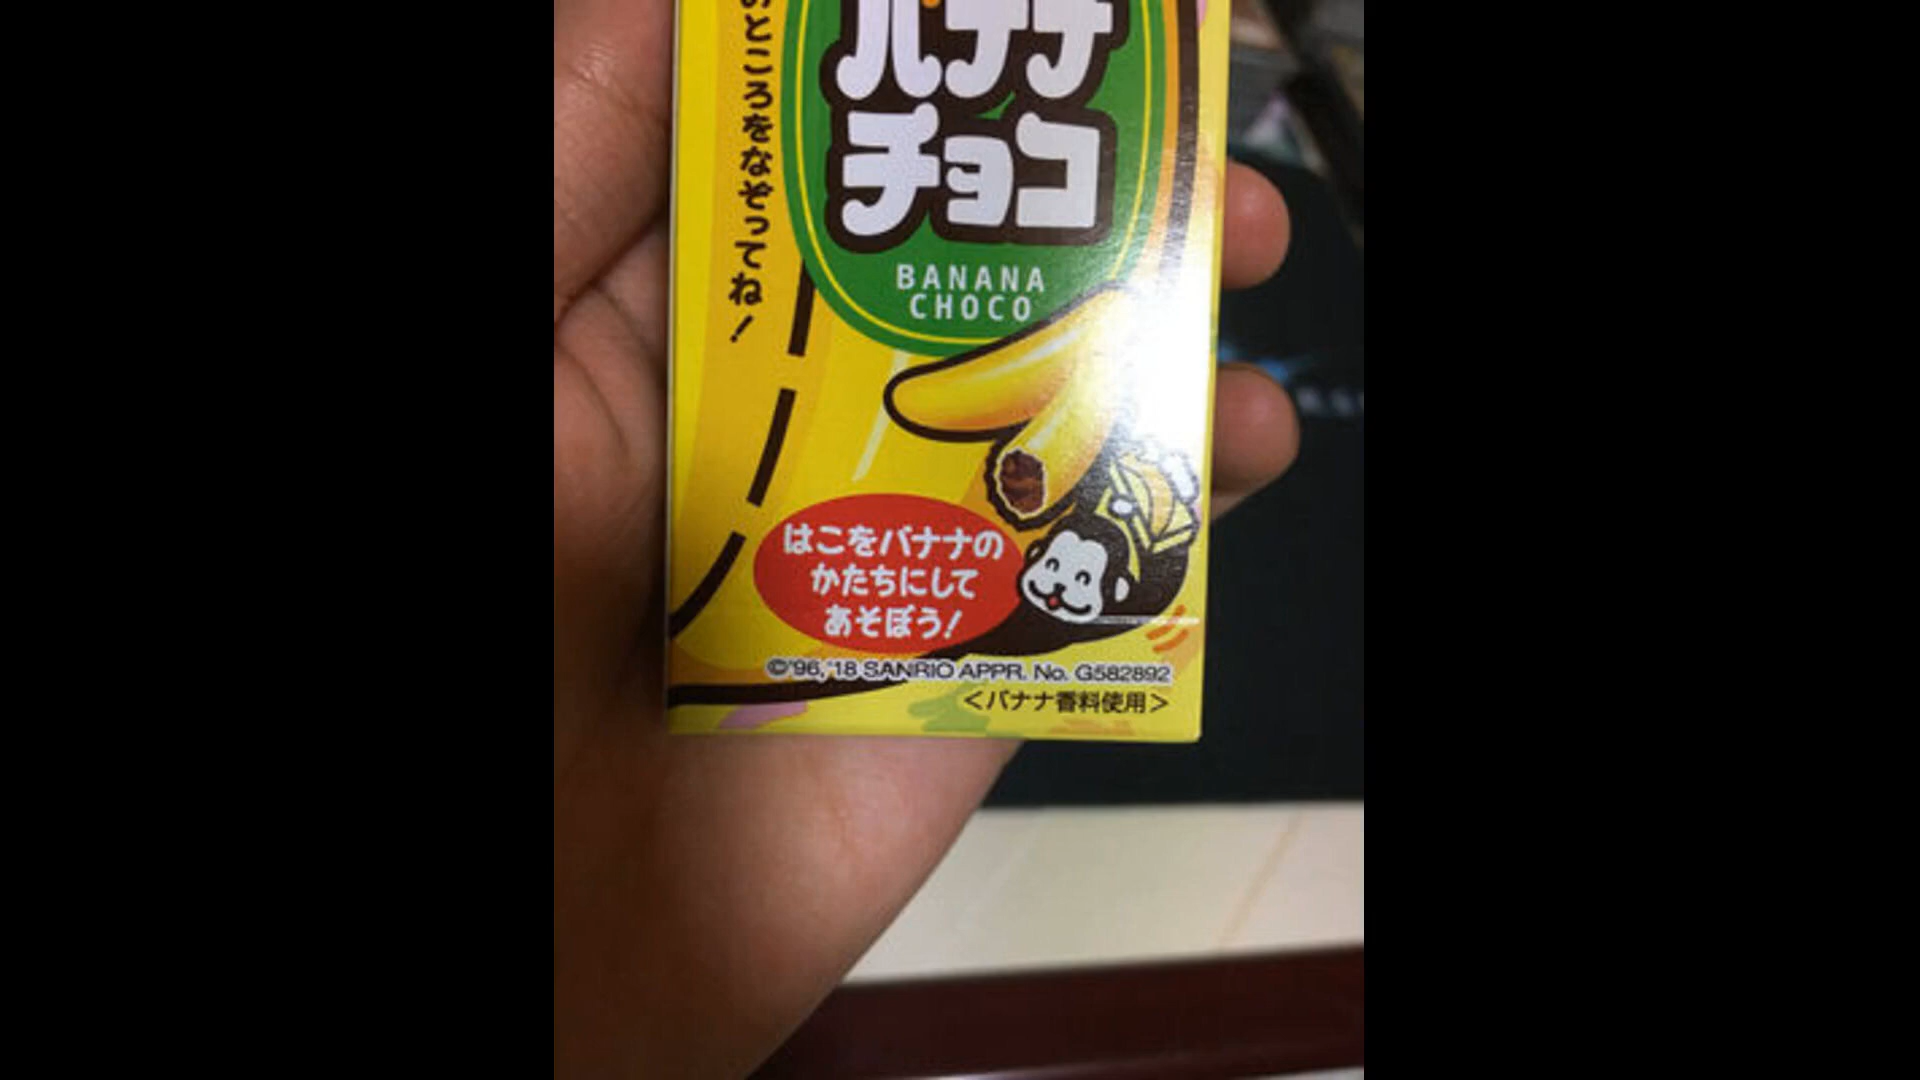 のところをなぞってね!
バナナ
チョコ
BANANA
CHOCO
はこをバナナの
かたちにして
あそぼう!
©'96,'18 SANRIO APPR. No. G582892
<バナナ香料使用>